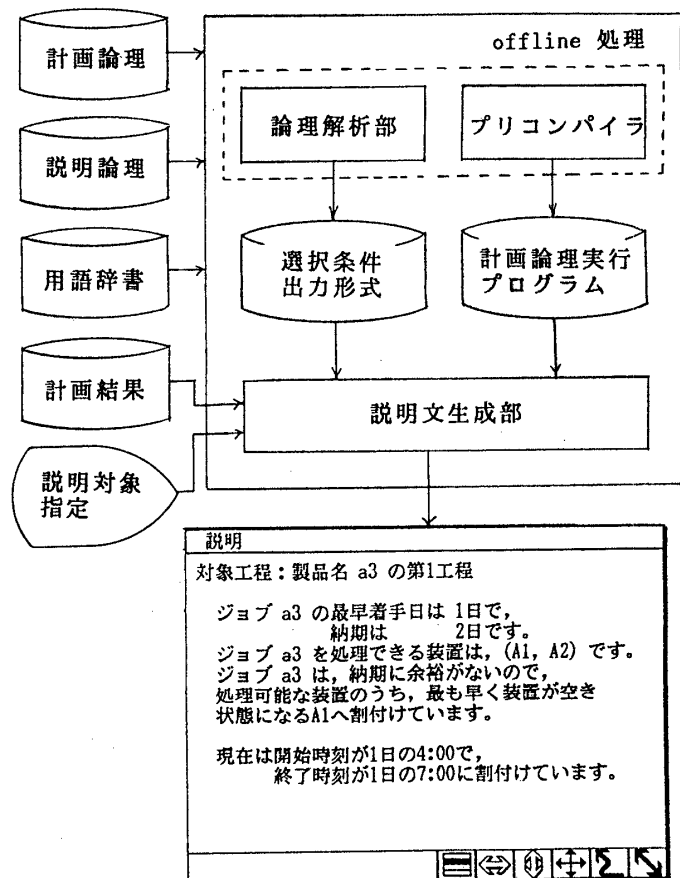 計画論理
offline 処理
論理解析部
プリコンパイラ
説明論理
用語辞書
選択条件
出力形式
計画論理実行
プログラム
計画結果
説明文生成部
説明対象
指定
説明
対象工程：製品名 a3 の第1工程
ジョブ a3 の最早着手日は 1日で，
納期は 2日です。
ジョブ a3 を処理できる装置は，(A1, A2) です。
ジョブ a3 は，納期に余裕がないので，
処理可能な装置のうち，最も早く装置が空き
状態になるA1へ割付けています。
現在は開始時刻が1日の4:00で，
終了時刻が1日の7:00に割付けています。